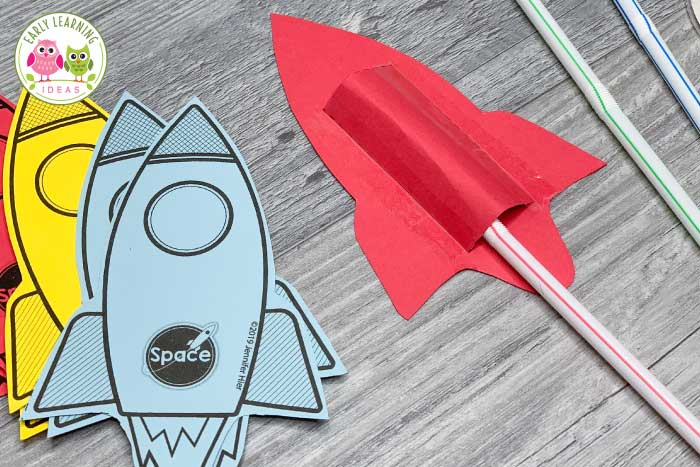 EARLY LEARNING
IDEAS
Space
©2019 Jennifer Hier